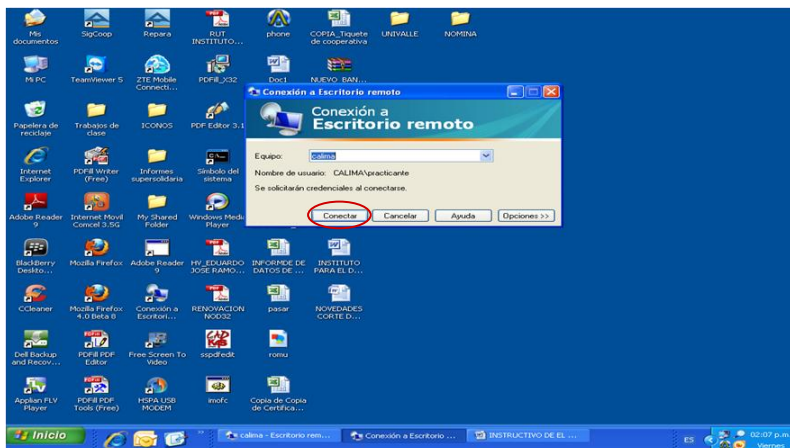 Mis
documentos
SigCoop
Repara
RUT
INSTITUTO...
phone
COPIA_Tiquete
de cooperativa
UNIVALLE
NOMINA
Mi PC
TeamViewer 5
ZTE Mobile
Connecti...
PDFill_X32
Doc1
NUEVO_BAN...
Papelera de
reciclaje
Trabajos de
clase
ICONOS
PDF Editor 3.1
Internet
Explorer
PDFill Writer
(Free)
Informes
supersolidaria
Símbolo del
sistema
Adobe Reader
Internet Movil
Comcel 3.5G
My Shared
Folder
Windows Media
Player
Conexión a Escritorio remoto
Conexión a
Escritorio remoto
Equipo: calima
Nombre de usuario: CALIMA\practicante
Se solicitarán credenciales al conectarse.
Conectar Cancelar Ayuda Opciones >>
BlackBerry
Deskto...
Mozilla Firefox
Adobe Reader
9
HV_EDUARDO
JOSE RAMO...
INFORMDE DE
DATOS DE ...
INSTITUTO
PARA EL D...
CCleaner
Mozilla Firefox
4.0 Beta 8
Conexión a
Escritori...
RENOVACION
NOD32
pasar
NOVEDADES
CORTE D...
Dell Backup
and Recov...
PDFill PDF
Editor
Free Screen To
Video
sspdfedit
romu
Applian FLV
Player
PDFill PDF
Tools (Free)
HSPA USB
MODEM
imofc
Copia de Copia
de Certifica...
Inicio
calima - Escritorio rem...
Conexión a Escritorio ...
INSTRUCTIVO DE EL ...
ES
02:07 p.m.
Viernes